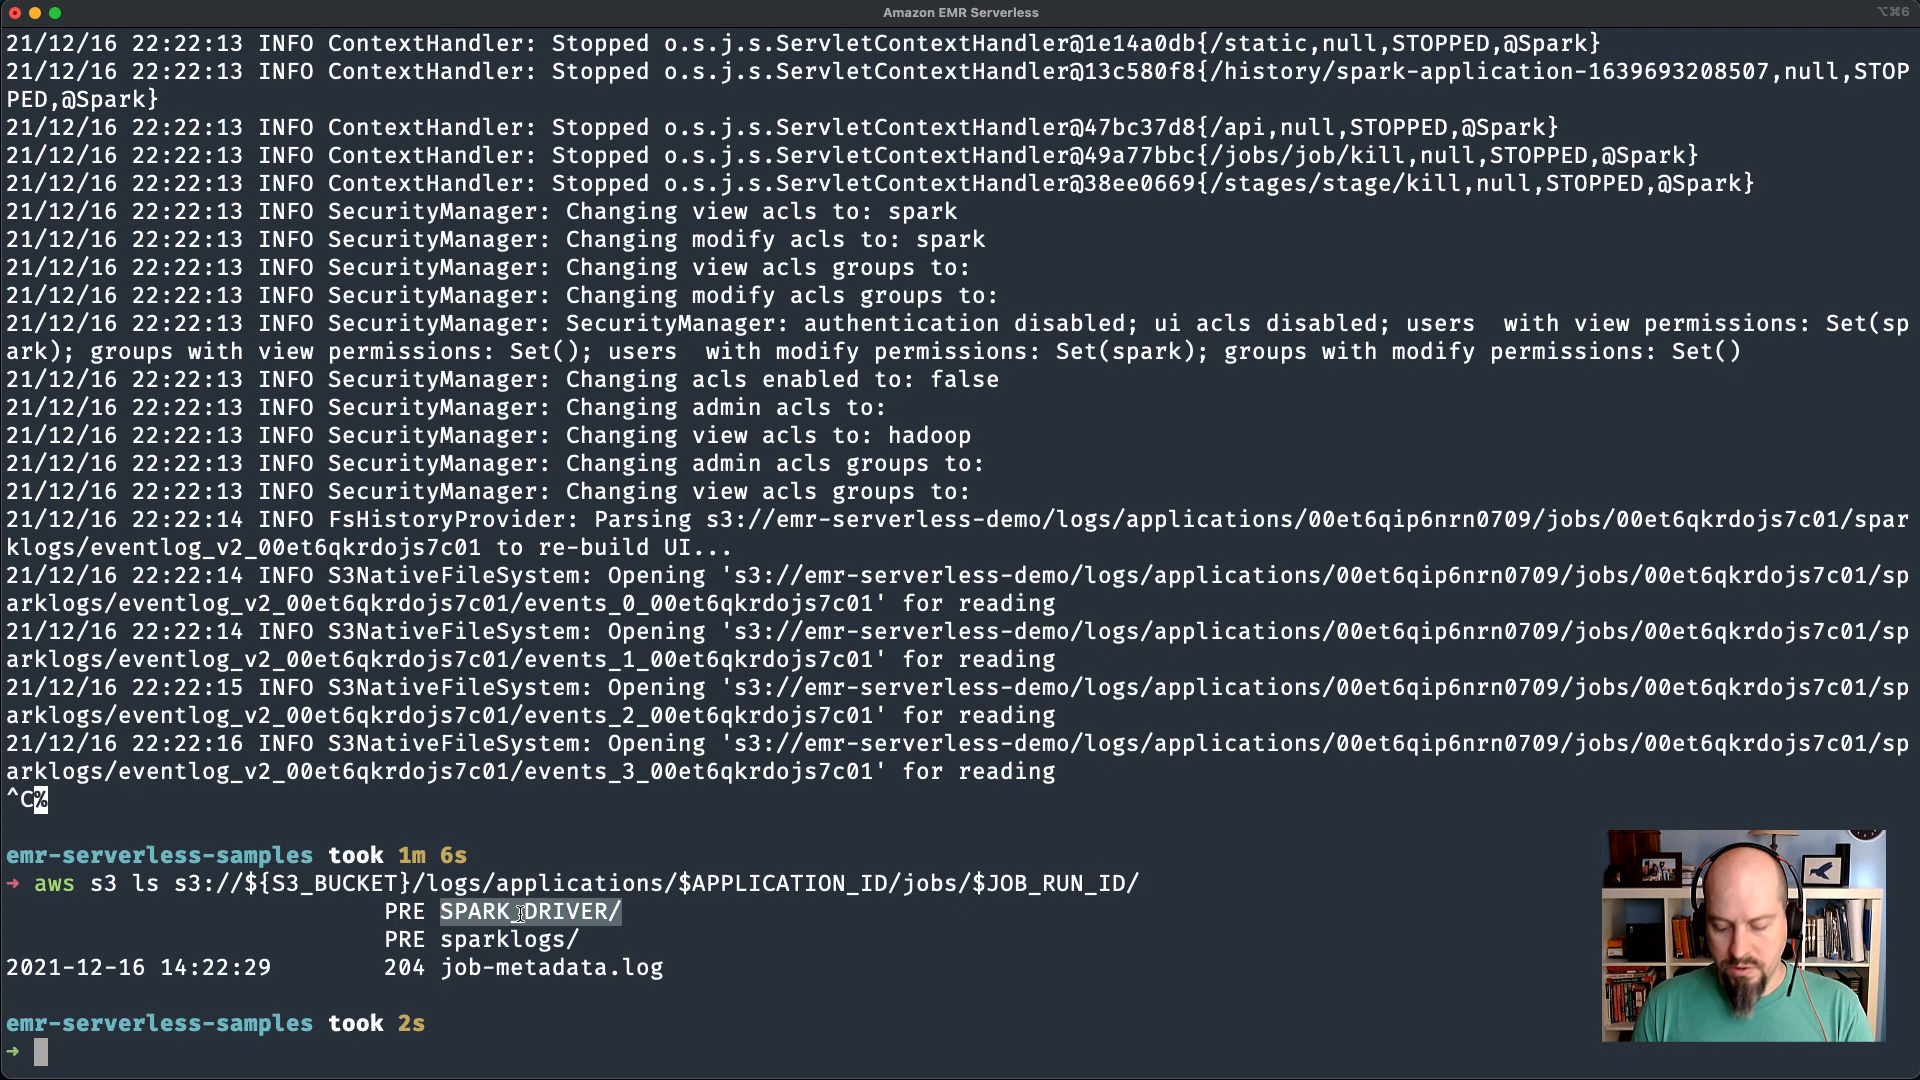 Amazon EMR Serverless
⌥⌘6
21/12/16 22:22:13 INFO ContextHandler: Stopped o.s.j.s.ServletContextHandler@1e14a0db{/static,null,STOPPED,@Spark}
21/12/16 22:22:13 INFO ContextHandler: Stopped o.s.j.s.ServletContextHandler@13c580f8{/history/spark-application-1639693208507,null,STOP
PED,@Spark}
21/12/16 22:22:13 INFO ContextHandler: Stopped o.s.j.s.ServletContextHandler@47bc37d8{/api,null,STOPPED,@Spark}
21/12/16 22:22:13 INFO ContextHandler: Stopped o.s.j.s.ServletContextHandler@49a77bbc{/jobs/job/kill,null,STOPPED,@Spark}
21/12/16 22:22:13 INFO ContextHandler: Stopped o.s.j.s.ServletContextHandler@38ee0669{/stages/stage/kill,null,STOPPED,@Spark}
21/12/16 22:22:13 INFO SecurityManager: Changing view acls to: spark
21/12/16 22:22:13 INFO SecurityManager: Changing modify acls to: spark
21/12/16 22:22:13 INFO SecurityManager: Changing view acls groups to:
21/12/16 22:22:13 INFO SecurityManager: Changing modify acls groups to:
21/12/16 22:22:13 INFO SecurityManager: SecurityManager: authentication disabled; ui acls disabled; users  with view permissions: Set(sp
ark); groups with view permissions: Set(); users  with modify permissions: Set(spark); groups with modify permissions: Set()
21/12/16 22:22:13 INFO SecurityManager: Changing acls enabled to: false
21/12/16 22:22:13 INFO SecurityManager: Changing admin acls to:
21/12/16 22:22:13 INFO SecurityManager: Changing view acls to: hadoop
21/12/16 22:22:13 INFO SecurityManager: Changing admin acls groups to:
21/12/16 22:22:13 INFO SecurityManager: Changing view acls groups to:
21/12/16 22:22:14 INFO FsHistoryProvider: Parsing s3://emr-serverless-demo/logs/applications/00et6qip6nrn0709/jobs/00et6qkrdojs7c01/spar
klogs/eventlog_v2_00et6qkrdojs7c01 to re-build UI...
21/12/16 22:22:14 INFO S3NativeFileSystem: Opening 's3://emr-serverless-demo/logs/applications/00et6qip6nrn0709/jobs/00et6qkrdojs7c01/sp
arklogs/eventlog_v2_00et6qkrdojs7c01/events_0_00et6qkrdojs7c01' for reading
21/12/16 22:22:14 INFO S3NativeFileSystem: Opening 's3://emr-serverless-demo/logs/applications/00et6qip6nrn0709/jobs/00et6qkrdojs7c01/sp
arklogs/eventlog_v2_00et6qkrdojs7c01/events_1_00et6qkrdojs7c01' for reading
21/12/16 22:22:15 INFO S3NativeFileSystem: Opening 's3://emr-serverless-demo/logs/applications/00et6qip6nrn0709/jobs/00et6qkrdojs7c01/sp
arklogs/eventlog_v2_00et6qkrdojs7c01/events_2_00et6qkrdojs7c01' for reading
21/12/16 22:22:16 INFO S3NativeFileSystem: Opening 's3://emr-serverless-demo/logs/applications/00et6qip6nrn0709/jobs/00et6qkrdojs7c01/sp
arklogs/eventlog_v2_00et6qkrdojs7c01/events_3_00et6qkrdojs7c01' for reading
^C%
emr-serverless-samples took 1m 6s
➜ aws s3 ls s3://${S3_BUCKET}/logs/applications/$APPLICATION_ID/jobs/$JOB_RUN_ID/
PRE SPARK_DRIVER/
PRE sparklogs/
2021-12-16 14:22:29        204 job-metadata.log
emr-serverless-samples took 2s
➜